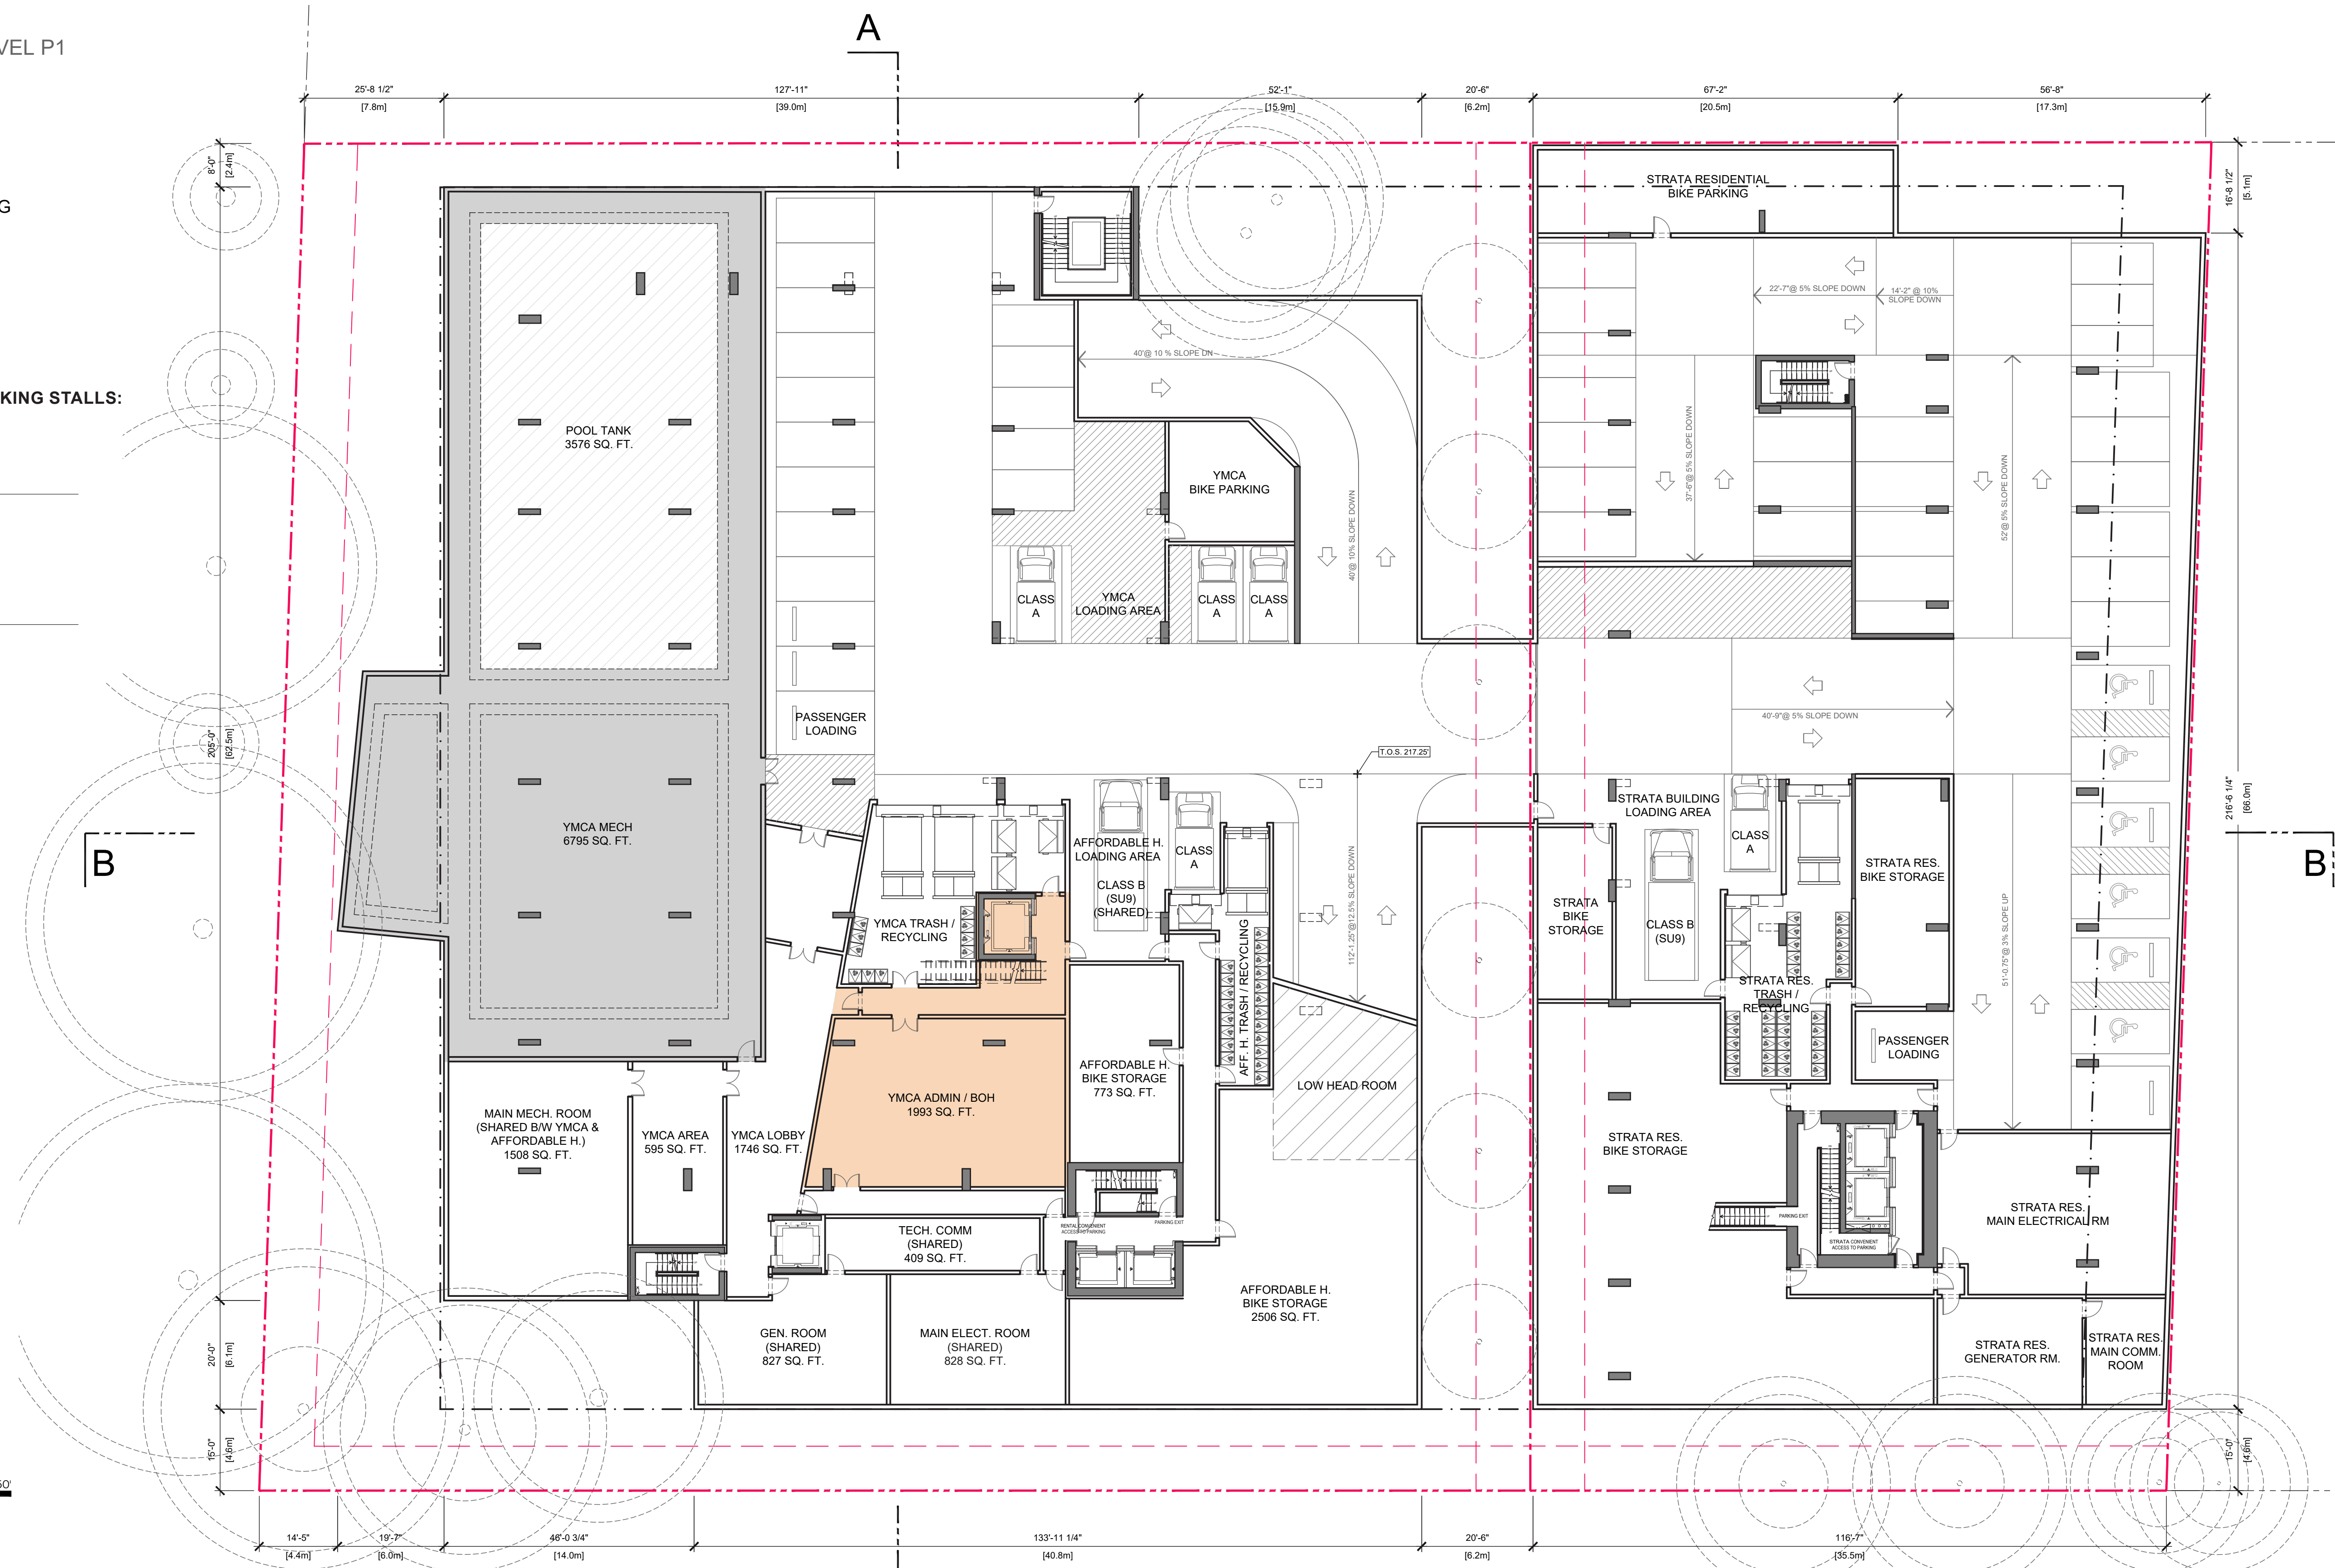 VEL P1
A
25'-8 1/2"
[7.8m]
127'-11"
[39.0m]
52'-1"
[15.9m]
20'-6"
[6.2m]
67'-2"
[20.5m]
56'-8"
[17.3m]
8'-0"
[2.4m]
16'-8 1/2"
[5.1m]
G
KING STALLS:
STRATA RESIDENTIAL
BIKE PARKING
22'-7"@ 5% SLOPE DOWN
14'-2" @ 10%
SLOPE DOWN
40'@ 10 % SLOPE DN
POOL TANK
3576 SQ. FT.
YMCA
BIKE PARKING
37'-6"@ 5% SLOPE DOWN
52'@ 5% SLOPE DOWN
40'@ 10% SLOPE DOWN
CLASS
A
YMCA
LOADING AREA
CLASS
A
CLASS
A
PASSENGER
LOADING
40'-9"@ 5% SLOPE DOWN
T.O.S. 217.25'
205'-0"
[62.5m]
216'-6 1/4"
[66.0m]
B
B
YMCA MECH
6795 SQ. FT.
AFFORDABLE H.
LOADING AREA
CLASS
A
CLASS B
(SU9)
(SHARED)
STRATA BUILDING
LOADING AREA
CLASS
A
STRATA RES.
BIKE STORAGE
YMCA TRASH /
RECYCLING
AFF. H. TRASH / RECYCLING
112'-1.25"@12.5% SLOPE DOWN
STRATA
BIKE
STORAGE
CLASS B
(SU9)
51'-0.75"@ 3% SLOPE UP
STRATA RES.
TRASH /
RECYCLING
PASSENGER
LOADING
AFFORDABLE H.
BIKE STORAGE
773 SQ. FT.
LOW HEAD ROOM
YMCA ADMIN / BOH
1993 SQ. FT.
MAIN MECH. ROOM
(SHARED B/W YMCA &
AFFORDABLE H.)
1508 SQ. FT.
YMCA AREA
595 SQ. FT.
YMCA LOBBY
1746 SQ. FT.
STRATA RES.
BIKE STORAGE
STRATA RES.
MAIN ELECTRICAL RM
PARKING EXIT
RENTAL CONVENIENT
ACCESS TO PARKING
PARKING EXIT
STRATA CONVENIENT
ACCESS TO PARKING
TECH. COMM
(SHARED)
409 SQ. FT.
AFFORDABLE H.
BIKE STORAGE
2506 SQ. FT.
GEN. ROOM
(SHARED)
827 SQ. FT.
MAIN ELECT. ROOM
(SHARED)
828 SQ. FT.
STRATA RES.
GENERATOR RM.
STRATA RES.
MAIN COMM.
ROOM
20'-0"
[6.1m]
15'-0"
[4.6m]
15'-0"
[4.6m]
50'
14'-5"
[4.4m]
19'-7"
[6.0m]
46'-0 3/4"
[14.0m]
133'-11 1/4"
[40.8m]
20'-6"
[6.2m]
116'-7"
[35.5m]